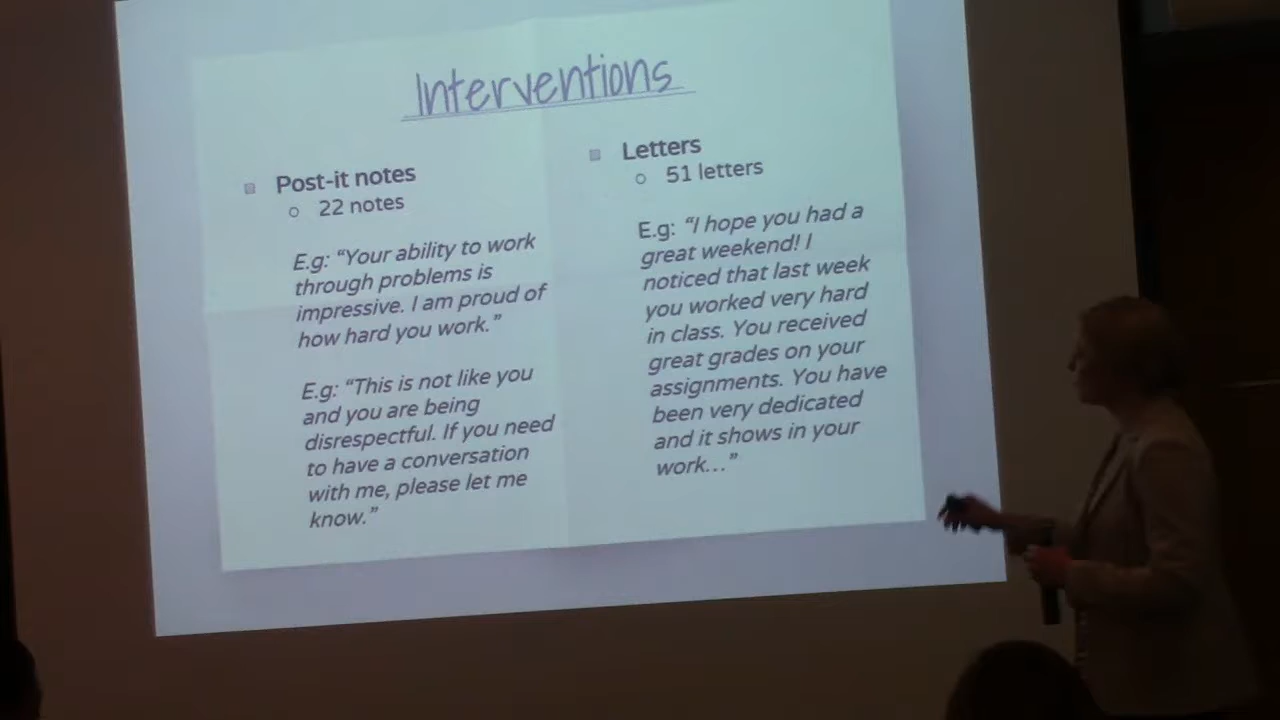 Interventions
Post-it notes
22 notes
E.g: “Your ability to work
through problems is
impressive. I am proud of
how hard you work.”
E.g: “This is not like you
and you are being
disrespectful. If you need
to have a conversation
with me, please let me
know.”
Letters
51 letters
E.g: “I hope you had a
great weekend! I
noticed that last week
you worked very hard
in class. You received
great grades on your
assignments. You have
been very dedicated
and it shows in your
work...”